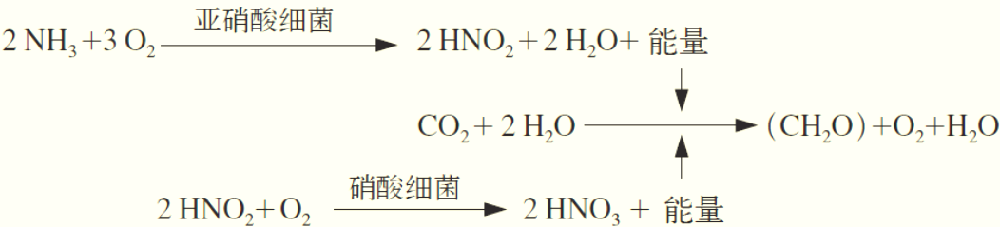 亚硝酸细菌
2 NH₃+3 O₂ → 2 HNO₂+2 H₂O+ 能量
CO₂+2 H₂O → (CH₂O)+O₂+H₂O
硝酸细菌
2 HNO₂+O₂ → 2 HNO₃ + 能量